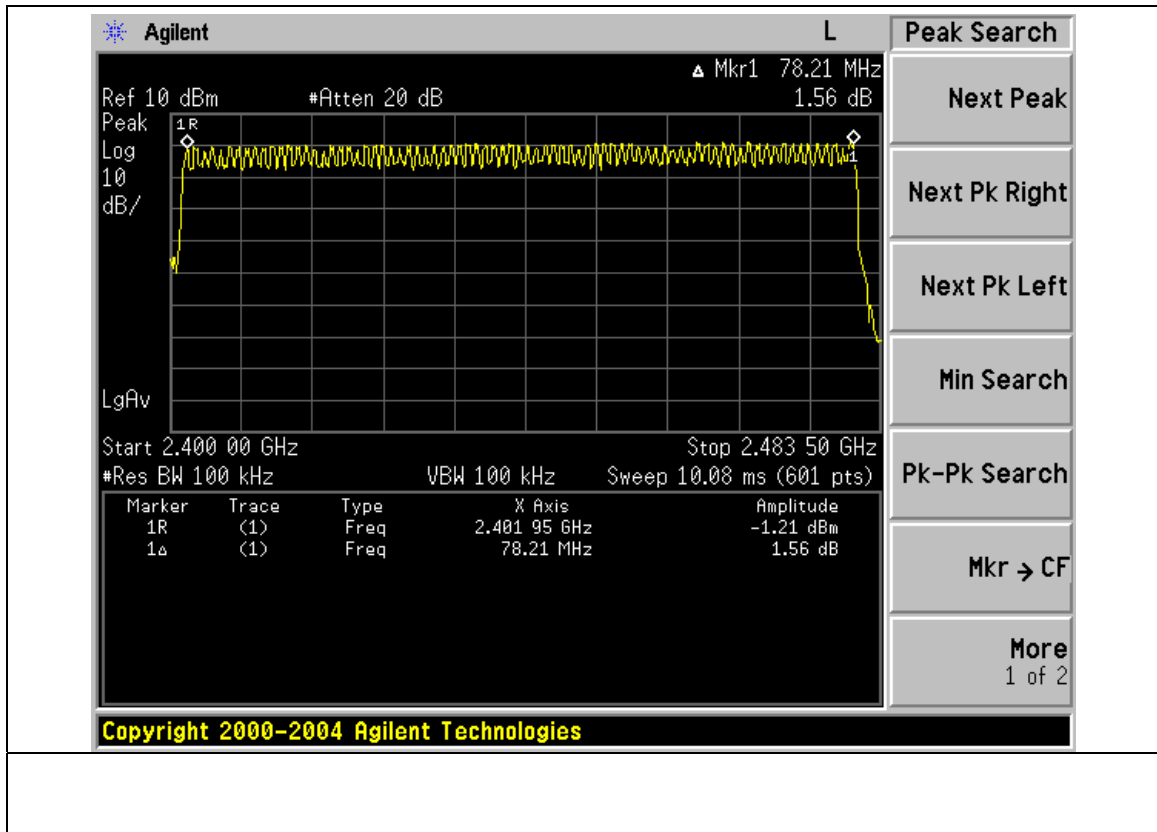 Agilent L Peak Search
Δ Mkr1 78.21 MHz
Ref 10 dBm #Atten 20 dB 1.56 dB
Peak
Log
10
dB/
1R
1
LgAv
Start 2.400 00 GHz Stop 2.483 50 GHz
#Res BW 100 kHz VBW 100 kHz Sweep 10.08 ms (601 pts)
Marker Trace Type X Axis Amplitude
1R (1) Freq 2.401 95 GHz -1.21 dBm
1Δ (1) Freq 78.21 MHz 1.56 dB
Next Peak
Next Pk Right
Next Pk Left
Min Search
Pk-Pk Search
Mkr → CF
More
1 of 2
Copyright 2000-2004 Agilent Technologies